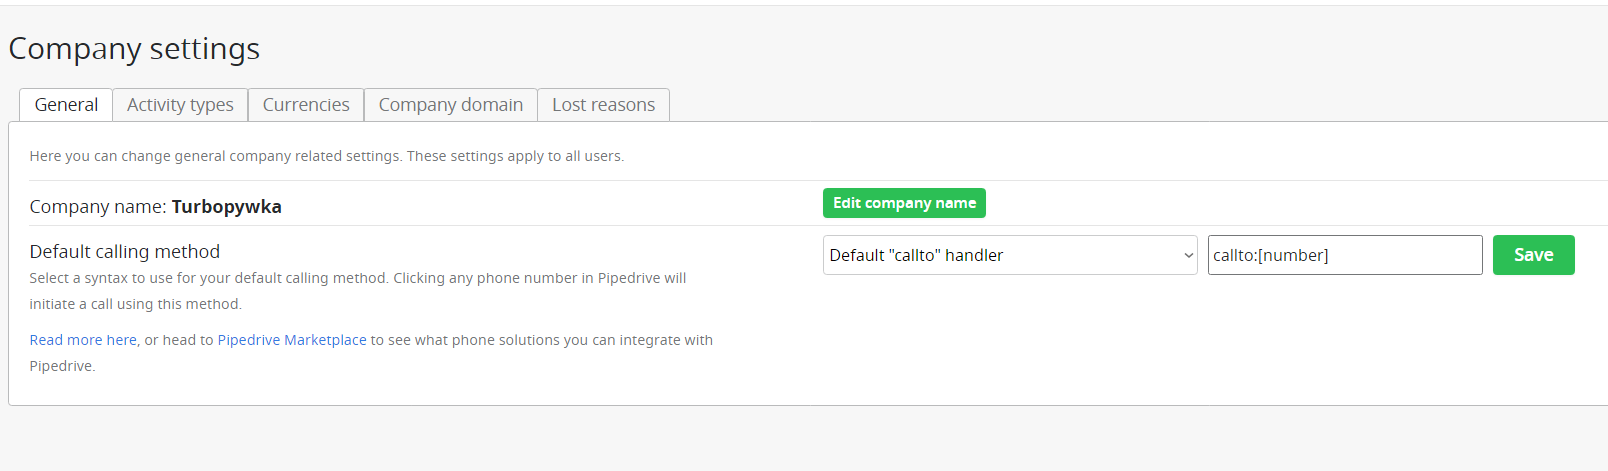 Company settings
General Activity types Currencies Company domain Lost reasons
Here you can change general company related settings. These settings apply to all users.
Company name: Turbopywka Edit company name
Default calling method Default "callto" handler callto:[number] Save
Select a syntax to use for your default calling method. Clicking any phone number in Pipedrive will
initiate a call using this method.
Read more here, or head to Pipedrive Marketplace to see what phone solutions you can integrate with
Pipedrive.